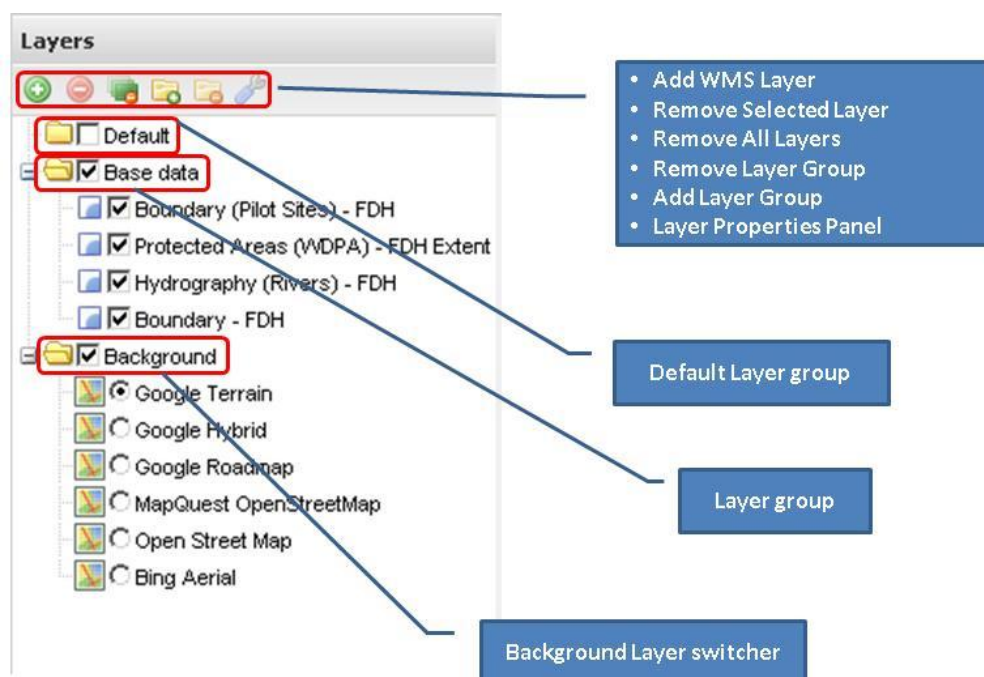 Layers
Default
Base data
Boundary (Pilot Sites) - FDH
Protected Areas (WDPA) - FDH Extent
Hydrography (Rivers) - FDH
Boundary - FDH
Background
Google Terrain
Google Hybrid
Google Roadmap
MapQuest OpenStreetMap
Open Street Map
Bing Aerial
• Add WMS Layer
• Remove Selected Layer
• Remove All Layers
• Remove Layer Group
• Add Layer Group
• Layer Properties Panel
Default Layer group
Layer group
Background Layer switcher